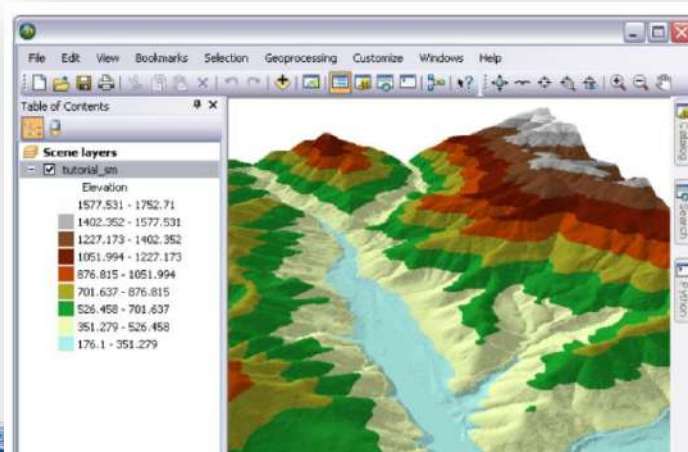 File Edit View Bookmarks Selection Geoprocessing Customize Windows Help
Table of Contents
Scene layers
tutorial_sm
Elevation
1577.531 - 1752.71
1402.352 - 1577.531
1227.173 - 1402.352
1051.994 - 1227.173
876.815 - 1051.994
701.637 - 876.815
526.458 - 701.637
351.279 - 526.458
176.1 - 351.279
Catalog
Search
Python